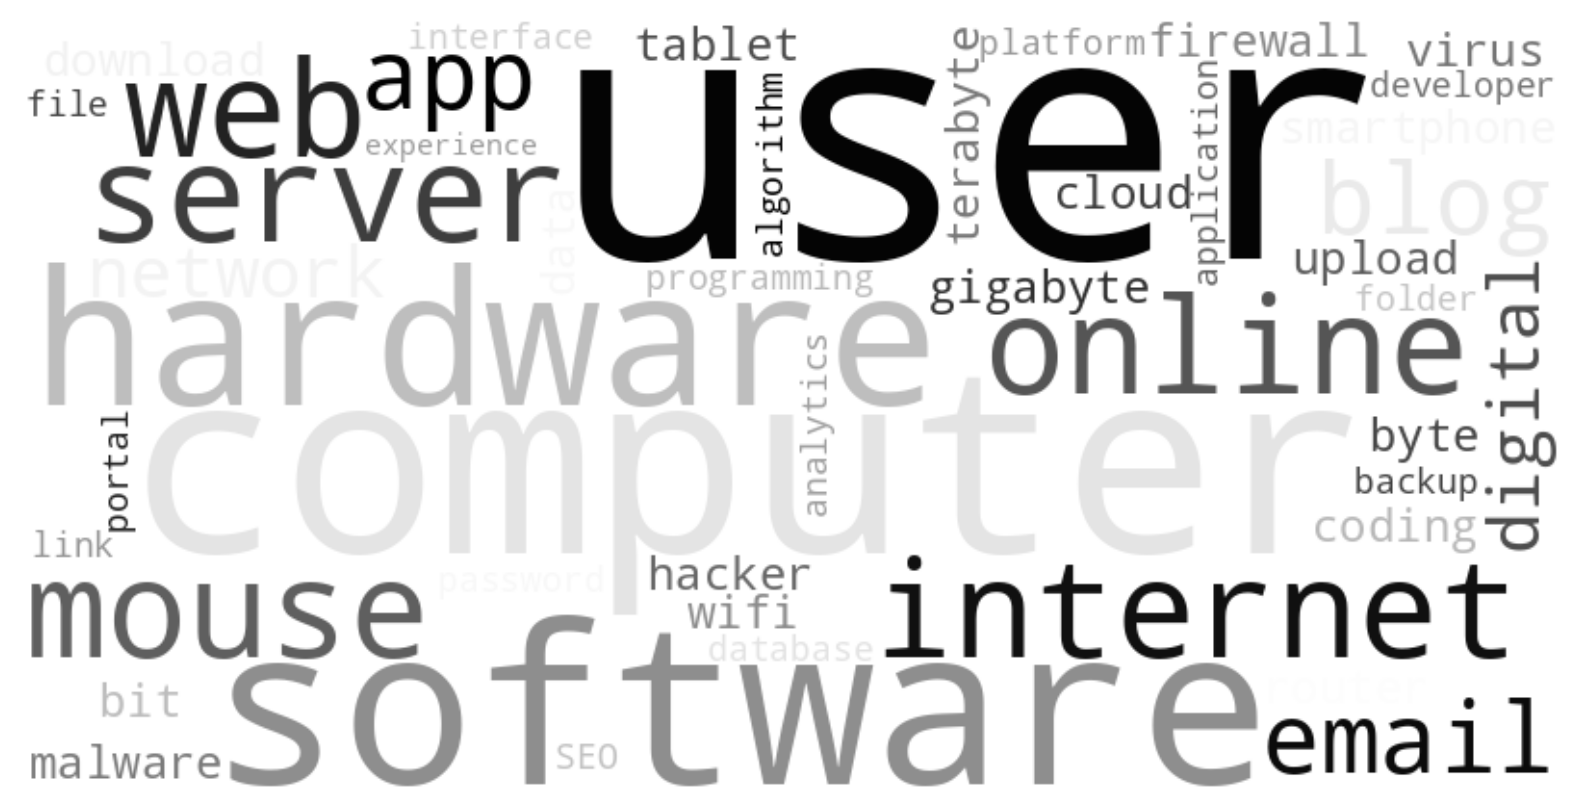 download
interface
tablet
platform
firewall
virus
file
web
app
user
terabyte
developer
experience
algorithm
application
smartphone
server
data
cloud
blog
network
programming
gigabyte
upload
folder
hardware
online
digital
computer
analytics
portal
byte
backup
coding
link
mouse
password
hacker
wifi
internet
database
software
router
bit
malware
SEO
email